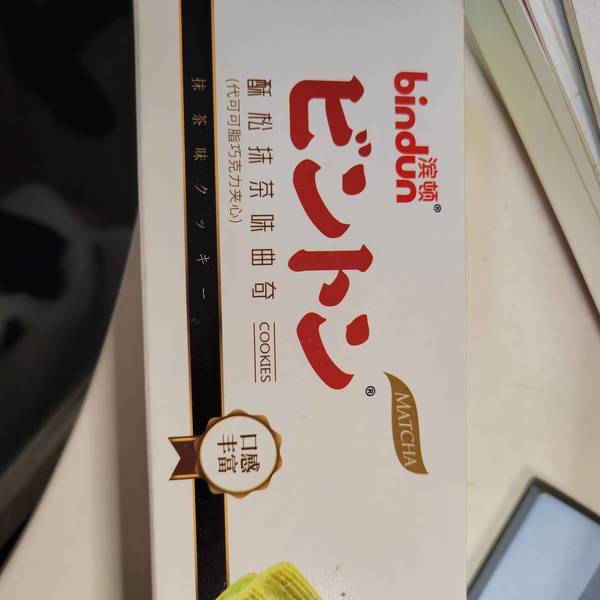 bindun 滨顿®
ビントン®
MATCHA
酥松抹茶味曲奇 COOKIES
(代可可脂巧克力夹心)
抹茶味クッキー
口感
丰富